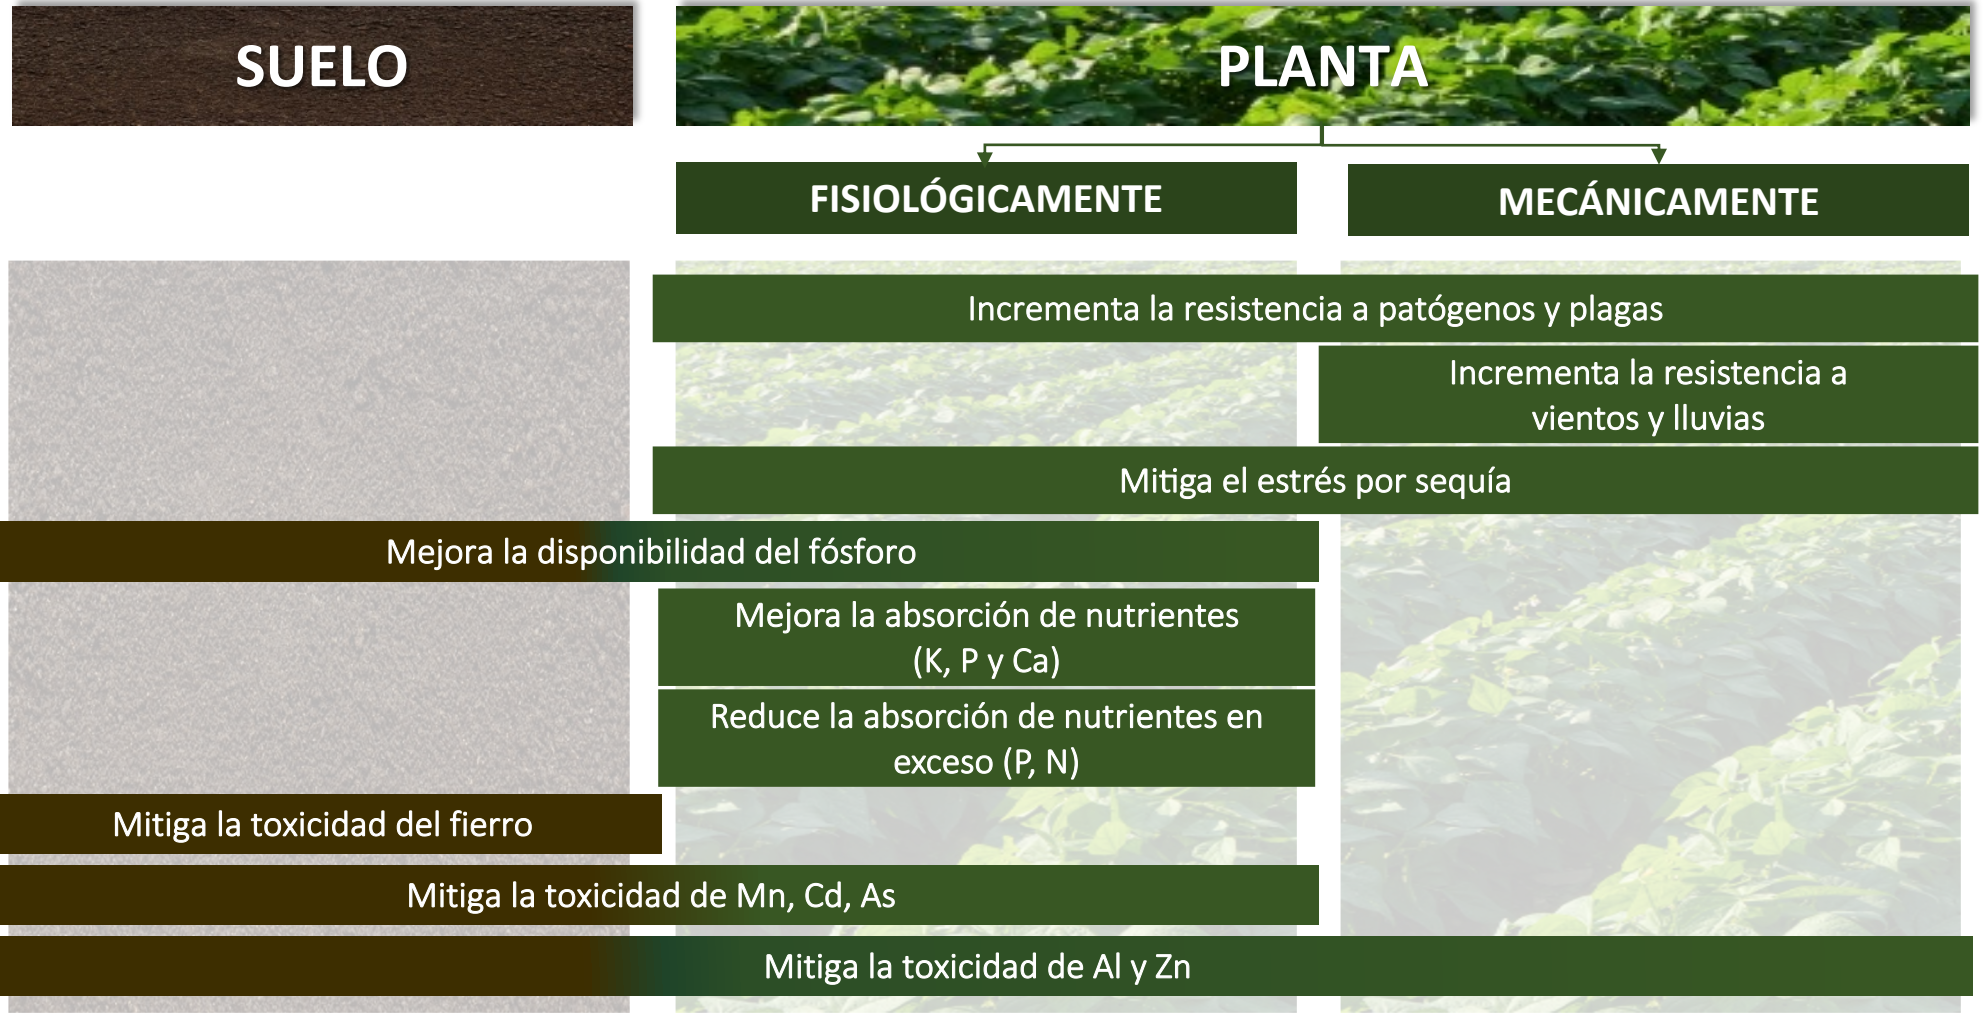 SUELO
PLANTA
FISIOLÓGICAMENTE
MECÁNICAMENTE
Incrementa la resistencia a patógenos y plagas
Incrementa la resistencia a
vientos y lluvias
Mitiga el estrés por sequía
Mejora la disponibilidad del fósforo
Mejora la absorción de nutrientes
(K, P y Ca)
Reduce la absorción de nutrientes en
exceso (P, N)
Mitiga la toxicidad del fierro
Mitiga la toxicidad de Mn, Cd, As
Mitiga la toxicidad de Al y Zn